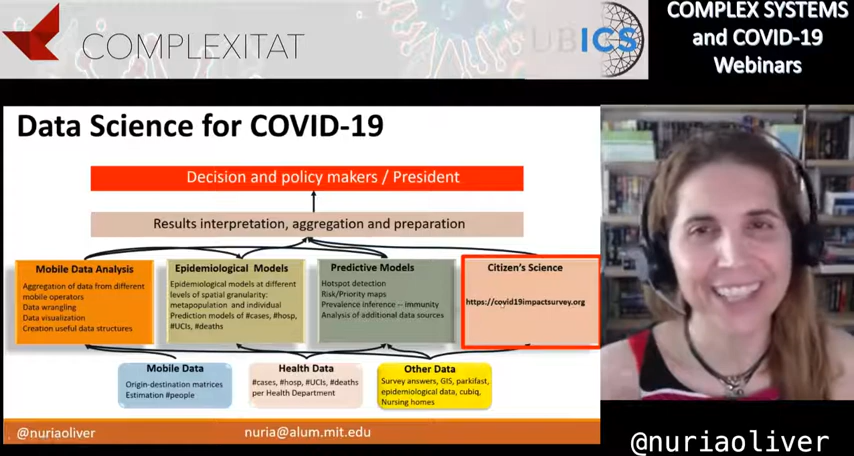 COMPLEXITAT
UBICS
COMPLEX SYSTEMS
and COVID-19
Webinars
Data Science for COVID-19
Decision and policy makers / President
Results interpretation, aggregation and preparation
Mobile Data Analysis
Aggregation of data from different
mobile operators
Data wrangling
Data visualization
Creation useful data structures
Epidemiological Models
Epidemiological models at different
levels of spatial granularity:
metapopulation and individual
Prediction models of #cases, #hosp,
#UCIs, #deaths
Predictive Models
Hotspot detection
Risk/Priority maps
Prevalence inference – immunity
Analysis of additional data sources
Citizen's Science
https://covid19impactsurvey.org
Mobile Data
Origin-destination matrices
Estimation #people
Health Data
#cases, #hosp, #UCIs, #deaths
per Health Department
Other Data
Survey answers, GIS, parkifast,
epidemiological data, cubiq,
Nursing homes
@nuriaoliver
nuria@alum.mit.edu
@nuriaoliver